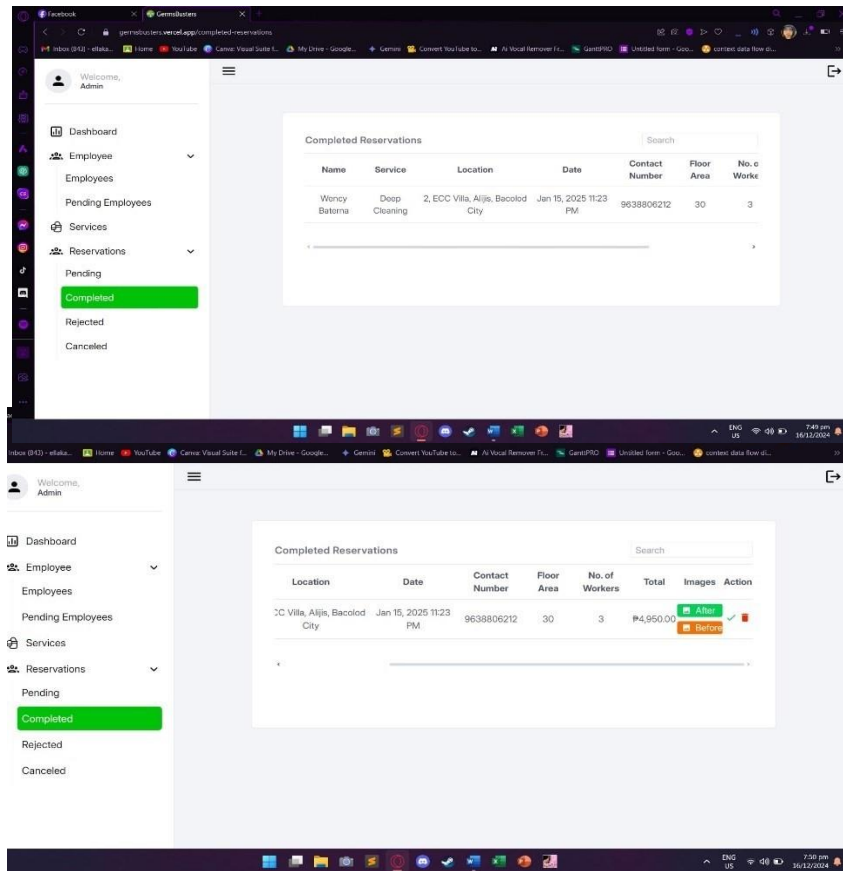 Facebook
GermsBusters
germsbusters.vercel.app/completed-reservations
Inbox (843) - ellaka... Home YouTube Canva: Visual Suite f... My Drive - Google... Gemini Convert YouTube to... Ai Vocal Remover Fr... GanttPRO Untitled form - Goo... context data flow di...
Welcome,
Admin
Dashboard
Employee
Employees
Pending Employees
Services
Reservations
Pending
Completed
Rejected
Canceled
Completed Reservations
Search
Name Service Location Date Contact Number Floor Area No. o
Worke
Wency Baterna Deep Cleaning 2, ECC Villa, Alijis, Bacolod City Jan 15, 2025 11:23 PM 9638806212 30 3
ENG
US
7:49 pm
16/12/2024
Inbox (843) - ellaka... Home YouTube Canva: Visual Suite f... My Drive - Google... Gemini Convert YouTube to... Ai Vocal Remover Fr... GanttPRO Untitled form - Goo... context data flow di...
Welcome,
Admin
Dashboard
Employee
Employees
Pending Employees
Services
Reservations
Pending
Completed
Rejected
Canceled
Completed Reservations
Search
Location Date Contact Number Floor Area No. of Workers Total Images Action
CC Villa, Alijis, Bacolod City Jan 15, 2025 11:23 PM 9638806212 30 3 ₱4,950.00 After
Before
ENG
US
7:50 pm
16/12/2024